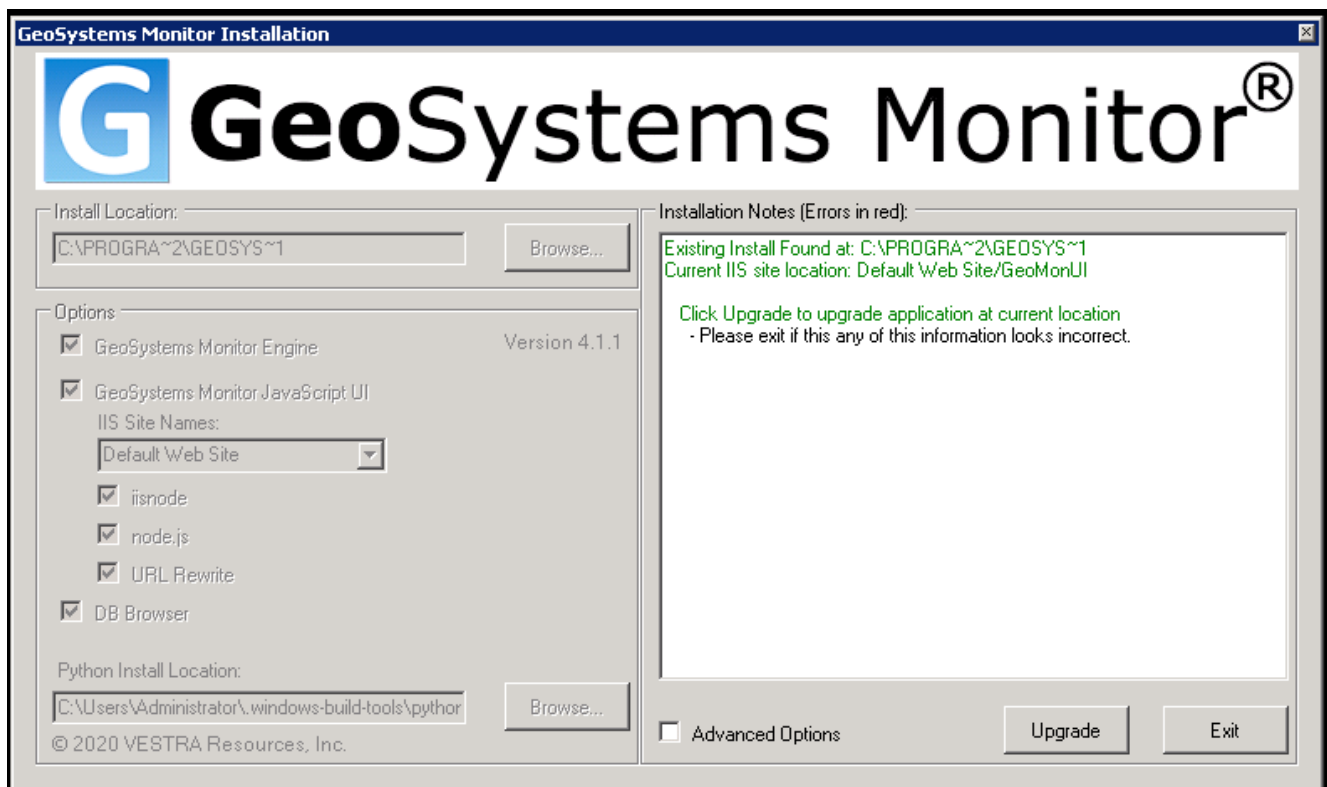 GeoSystems Monitor Installation
G GeoSystems Monitor®
Install Location:
C:\PROGRA~2\GEOSYS~1
Browse...
Options
GeoSystems Monitor Engine
Version 4.1.1
GeoSystems Monitor JavaScript UI
IIS Site Names:
Default Web Site
iisnode
node.js
URL Rewrite
DB Browser
Python Install Location:
C:\Users\Administrator\.windows-build-tools\pythor
Browse...
© 2020 VESTRA Resources, Inc.
Installation Notes (Errors in red):
Existing Install Found at: C:\PROGRA~2\GEOSYS~1
Current IIS site location: Default Web Site/GeoMonUI
Click Upgrade to upgrade application at current location
- Please exit if this any of this information looks incorrect.
Advanced Options
Upgrade
Exit